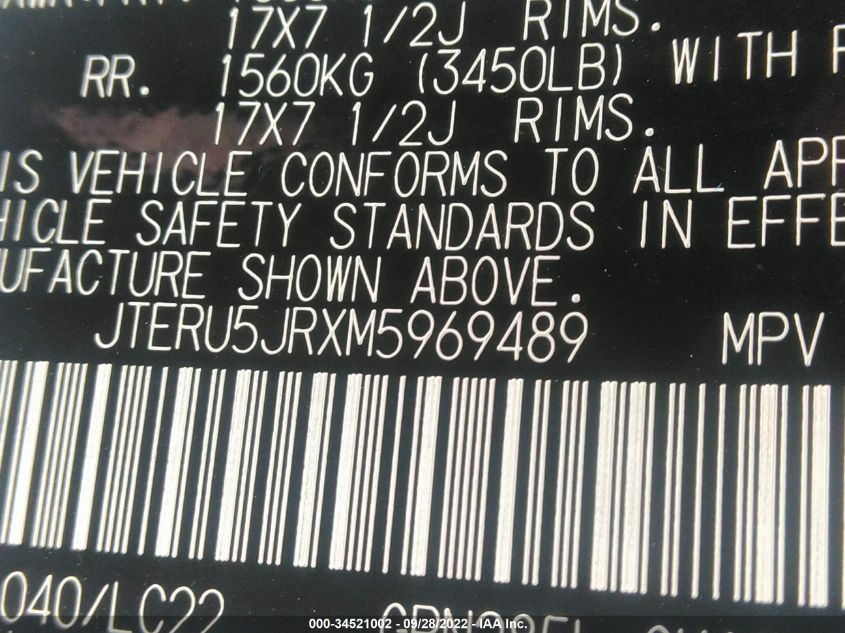 17X7 1/2J RIMS.
RR. 1560KG (3450LB) WITH
17X7 1/2J RIMS.
IS VEHICLE CONFORMS TO ALL APP
HICLE SAFETY STANDARDS IN EFFE
UFACTURE SHOWN ABOVE.
JTERU5JRXM5969489 MPV
040/LC22
000-34521002 - 09/28/2022 - IAA Inc.